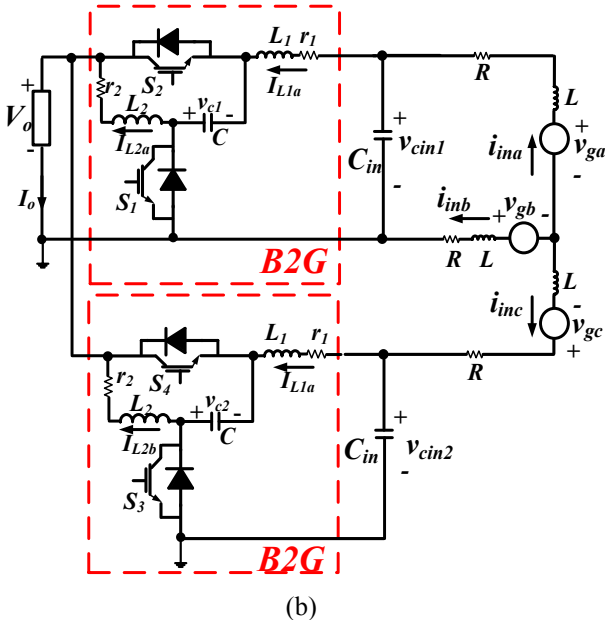 S2
L1 r1
IL1a
R
L
+
Vo
-
Io
r2
L2
+ vc1 -
C
IL2a
S1
B2G
+
Cin vcin1
-
iina
+
vga
-
iinb
+ vgb -
R L
L
iinc
-
vgc
+
R
S4
L1 r1
IL1a
r2
L2
+ vc2 -
C
IL2b
S3
B2G
+
Cin vcin2
-
(b)